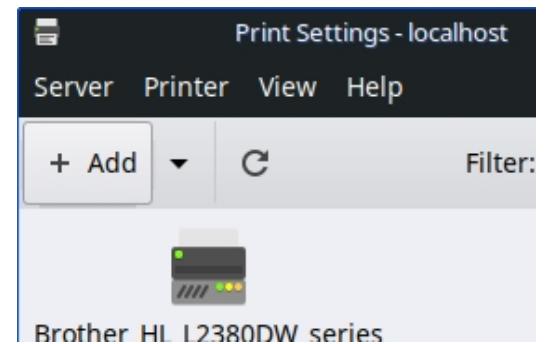 Print Settings - localhost
Server Printer View Help
+ Add Filter:
Brother HL L2380DW series